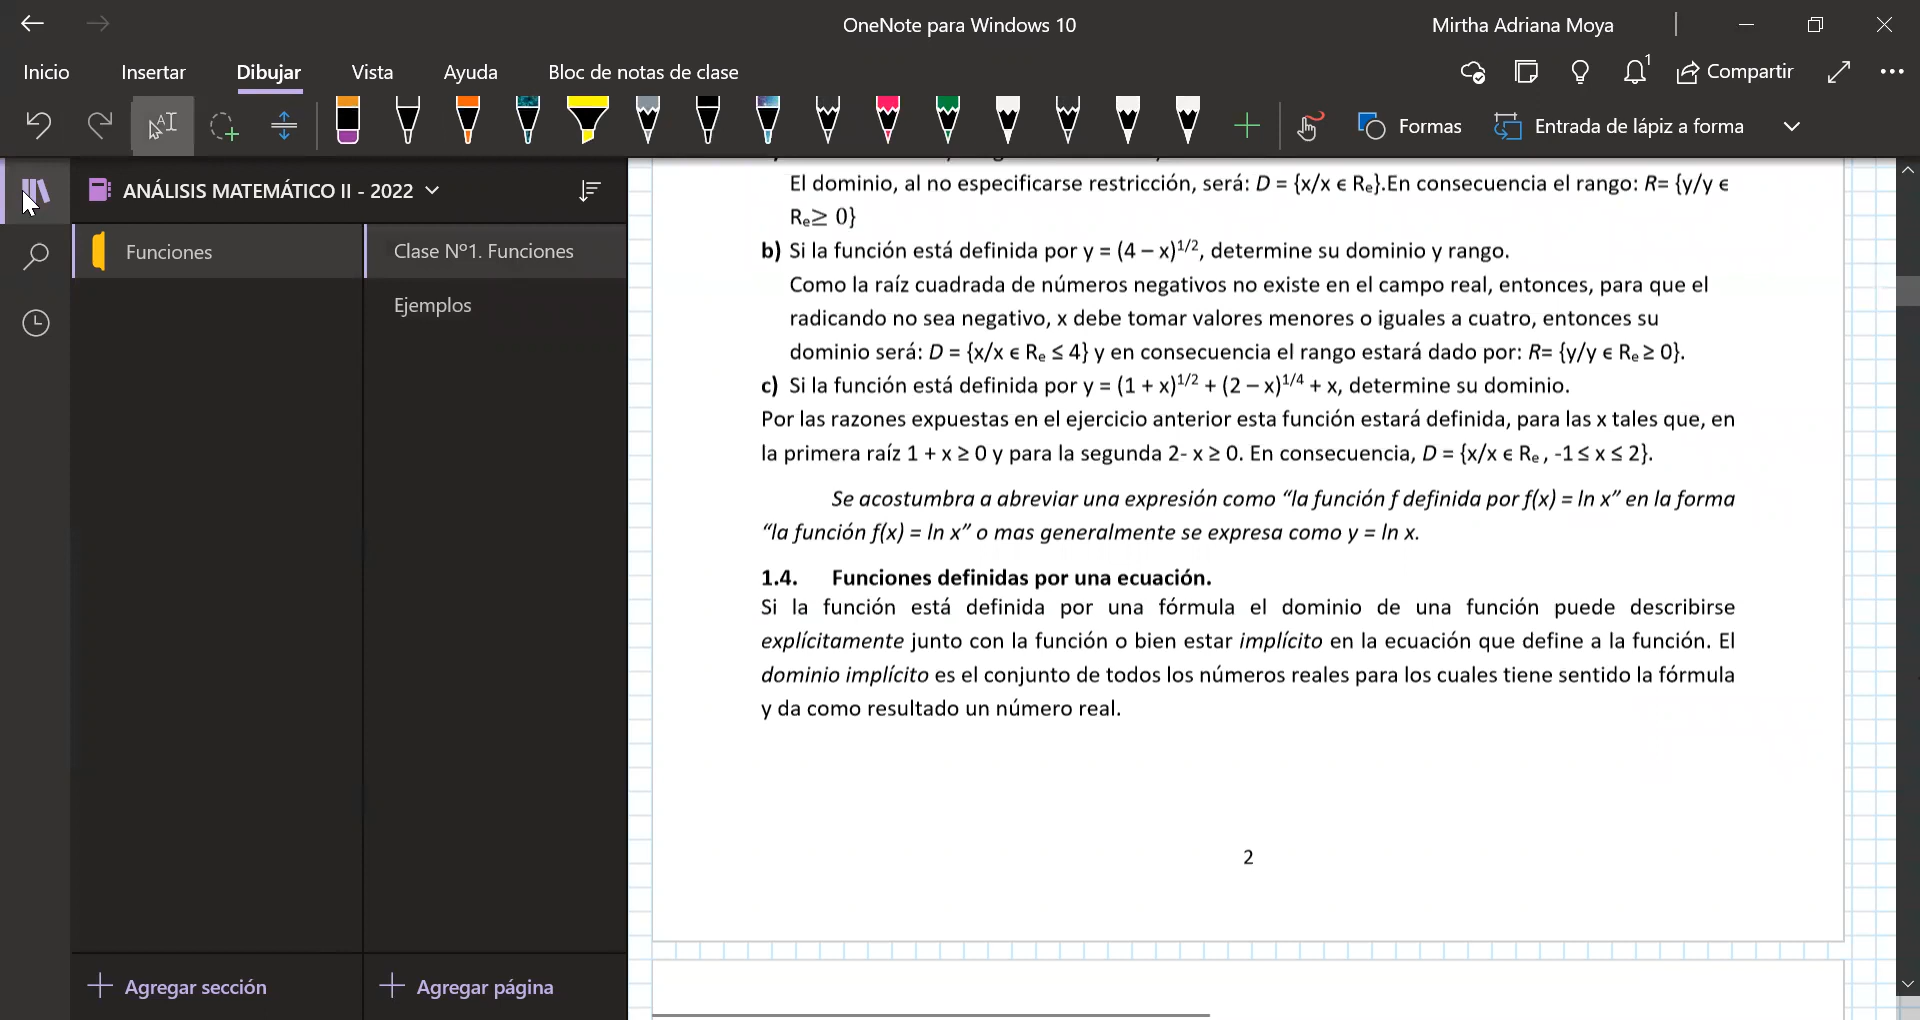 OneNote para Windows 10
Mirtha Adriana Moya
Inicio
Insertar
Dibujar
Vista
Ayuda
Bloc de notas de clase
1
Compartir
Formas
Entrada de lápiz a forma
ANÁLISIS MATEMÁTICO II - 2022
Funciones
Clase Nº1. Funciones
Ejemplos
Agregar sección
Agregar página
El dominio, al no especificarse restricción, será: D = {x/x ϵ Re}.En consecuencia el rango: R= {y/y ϵ
Re≥ 0}
b) Si la función está definida por y = (4 – x)^1/2, determine su dominio y rango.
Como la raíz cuadrada de números negativos no existe en el campo real, entonces, para que el
radicando no sea negativo, x debe tomar valores menores o iguales a cuatro, entonces su
dominio será: D = {x/x ϵ Re ≤ 4} y en consecuencia el rango estará dado por: R= {y/y ϵ Re ≥ 0}.
c) Si la función está definida por y = (1 + x)^1/2 + (2 – x)^1/4 + x, determine su dominio.
Por las razones expuestas en el ejercicio anterior esta función estará definida, para las x tales que, en
la primera raíz 1 + x ≥ 0 y para la segunda 2- x ≥ 0. En consecuencia, D = {x/x ϵ Re , -1 ≤ x ≤ 2}.
Se acostumbra a abreviar una expresión como “la función f definida por f(x) = ln x” en la forma
“la función f(x) = ln x” o mas generalmente se expresa como y = ln x.
1.4. Funciones definidas por una ecuación.
Si la función está definida por una fórmula el dominio de una función puede describirse
explícitamente junto con la función o bien estar implícito en la ecuación que define a la función. El
dominio implícito es el conjunto de todos los números reales para los cuales tiene sentido la fórmula
y da como resultado un número real.
2